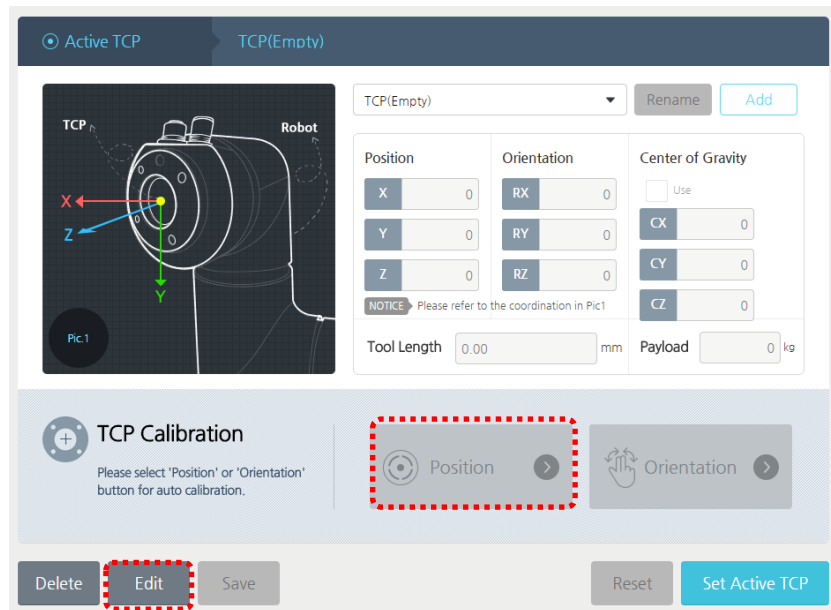 Active TCP
TCP(Empty)
TCP(Empty)
Rename
Add
TCP
Robot
X
Z
Y
Pic.1
Position
Orientation
Center of Gravity
X 0
RX 0
Use
Y 0
RY 0
CX 0
Z 0
RZ 0
CY 0
NOTICE Please refer to the coordination in Pic1
CZ 0
Tool Length 0.00 mm
Payload 0 kg
TCP Calibration
Please select 'Position' or 'Orientation'
button for auto calibration.
Position
Orientation
Delete
Edit
Save
Reset
Set Active TCP